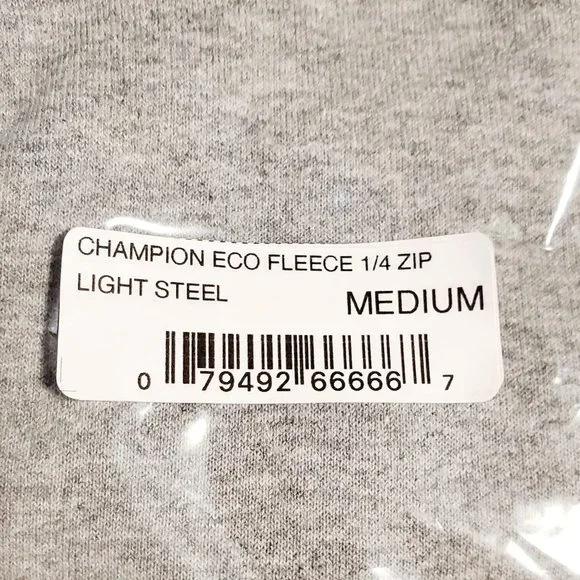 CHAMPION ECO FLEECE 1/4 ZIP
LIGHT STEEL
MEDIUM
0 79492 66666 7